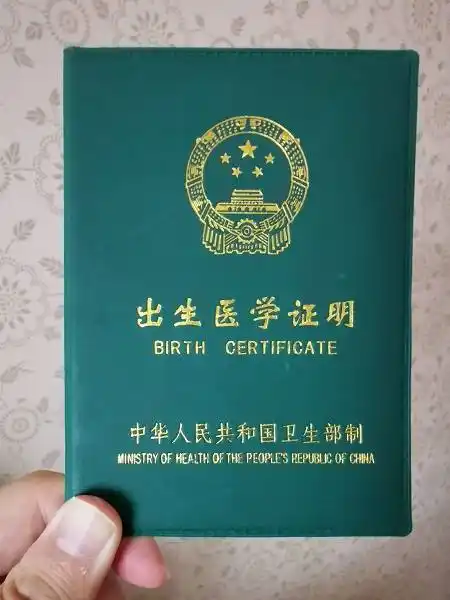 出生医学证明
BIRTH CERTIFICATE
中华人民共和国卫生部制
MINISTRY OF HEALTH OF THE PEOPLE'S REPUBLIC OF CHINA